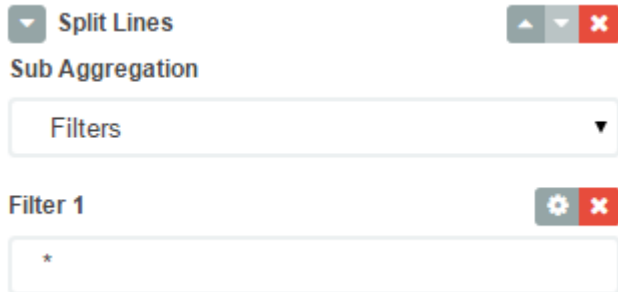 Split Lines
Sub Aggregation
Filters
Filter 1
*